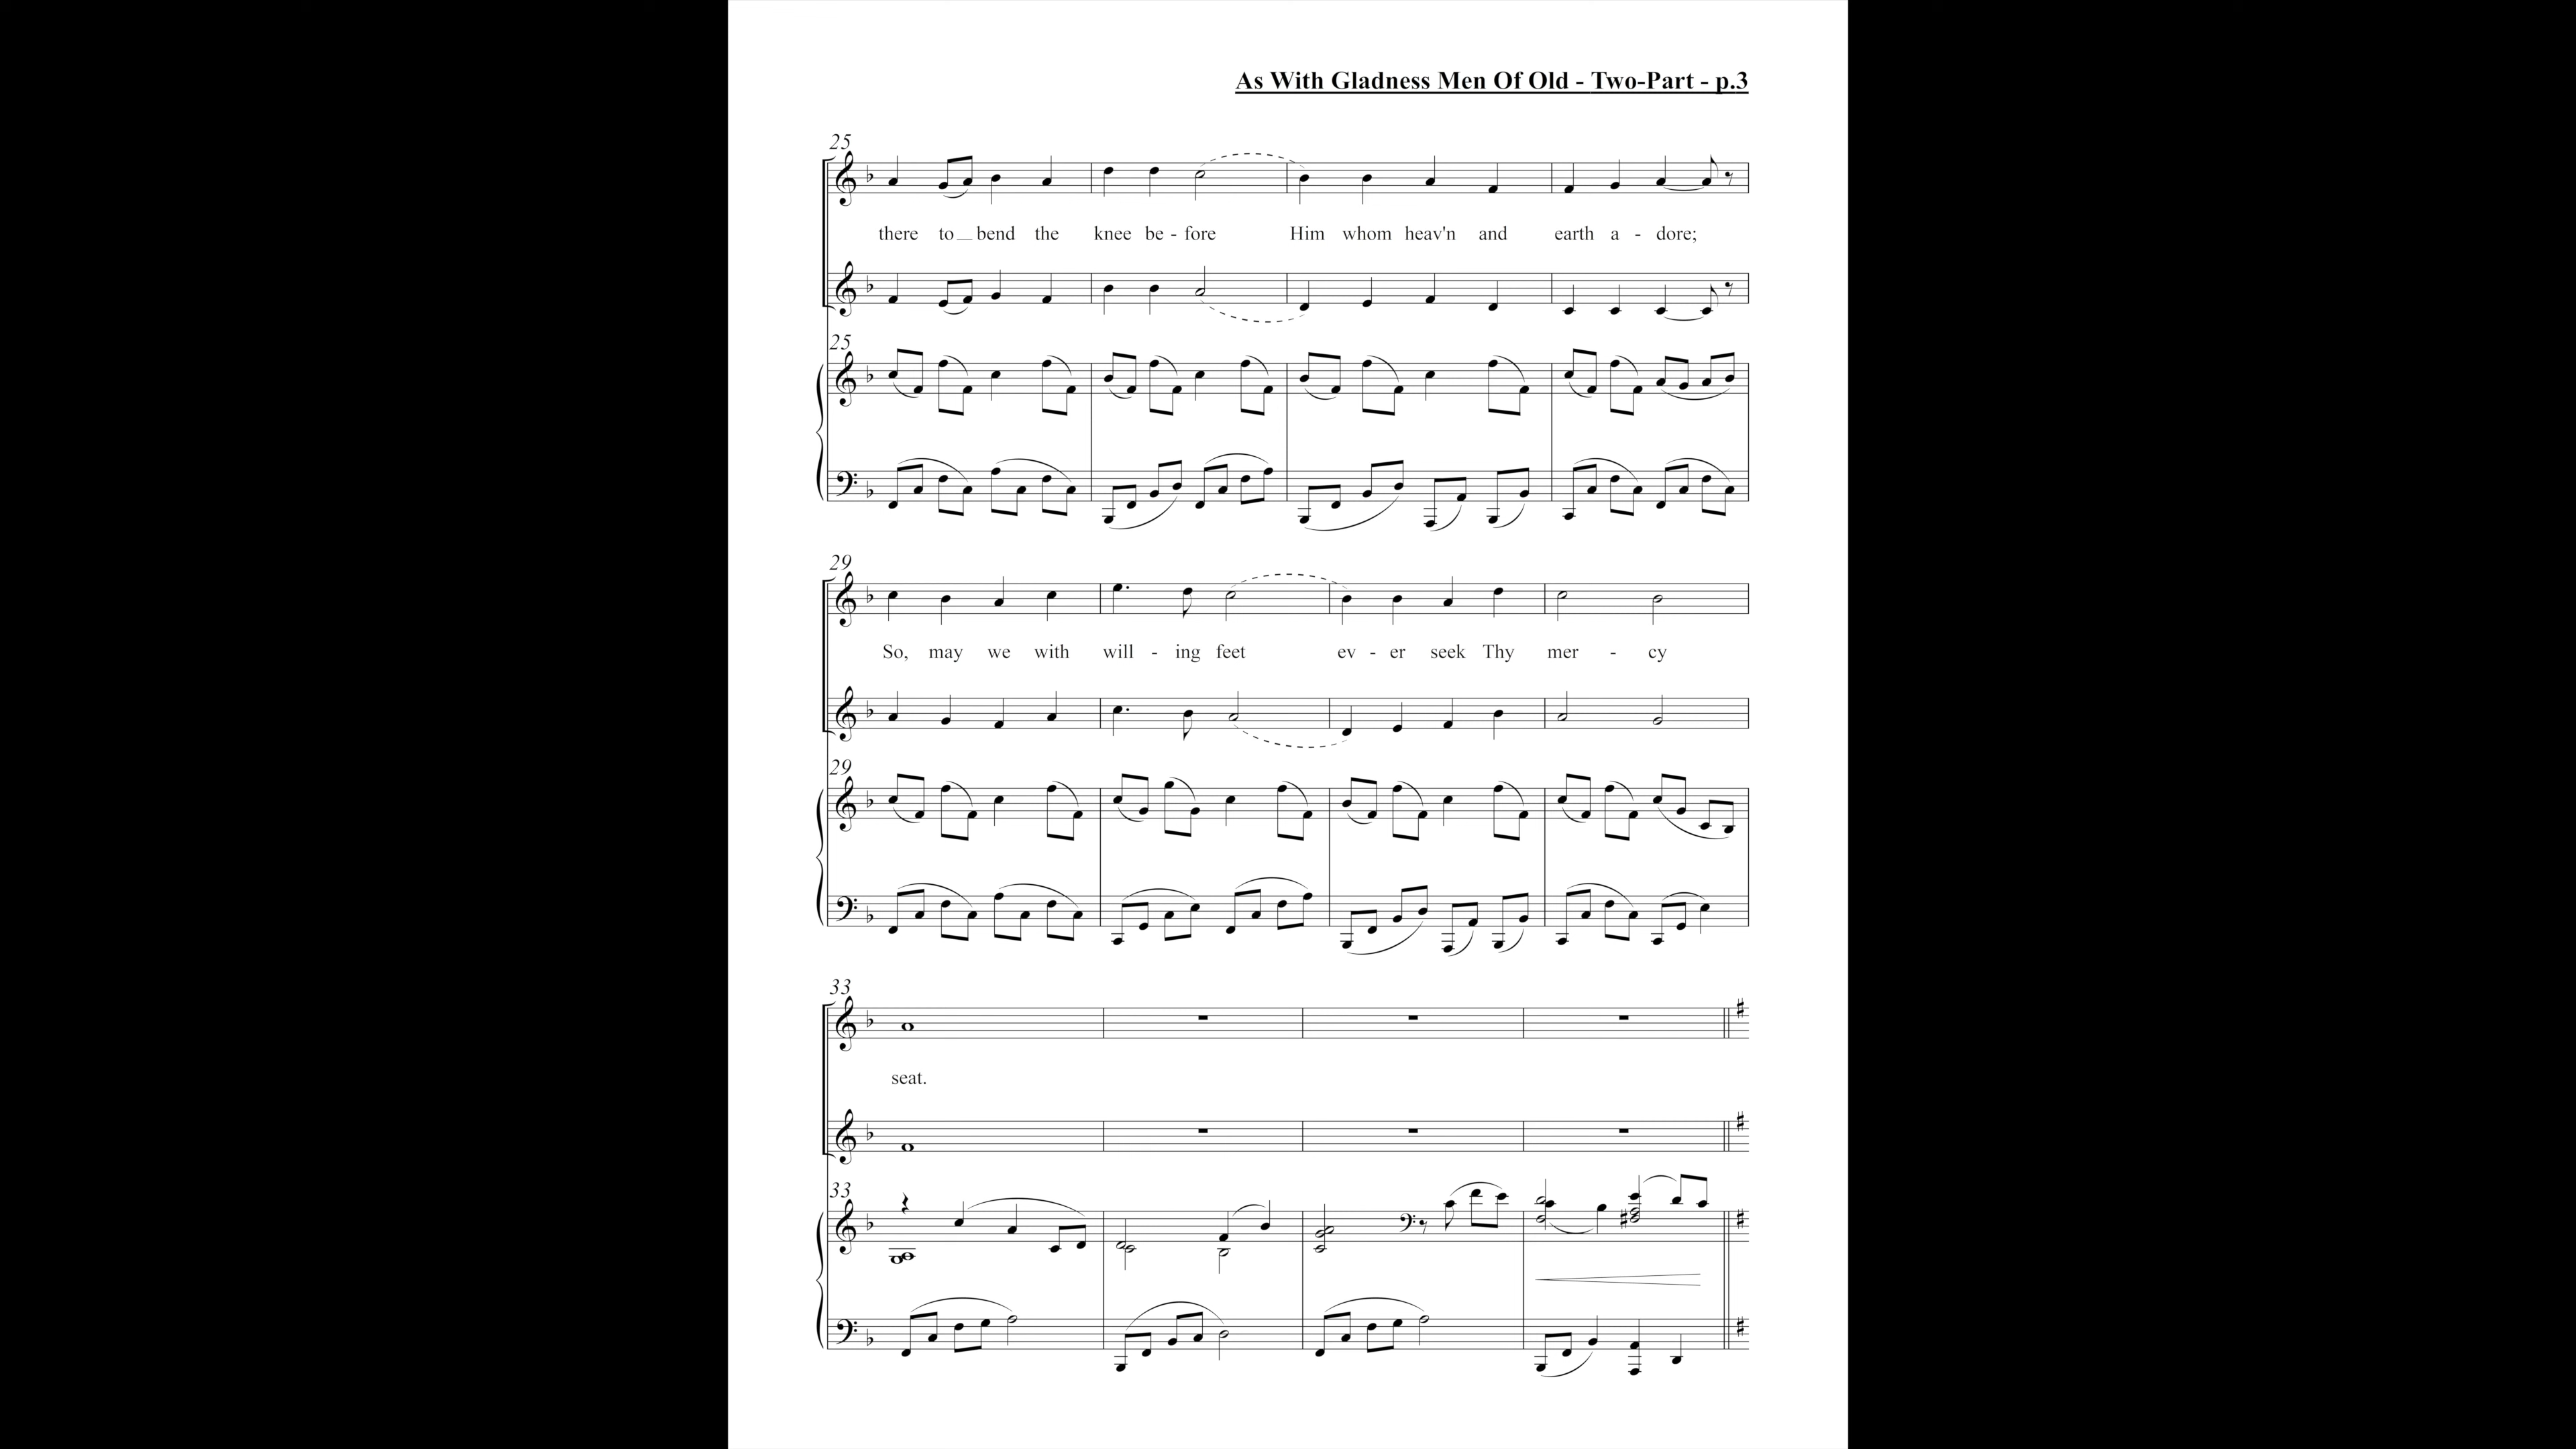 As With Gladness Men Of Old - Two-Part - p.3
25
there to bend the knee be - fore Him whom heav'n and earth a - dore;
25
29
So, may we with will - ing feet ev - er seek Thy mer - cy
29
33
seat.
33